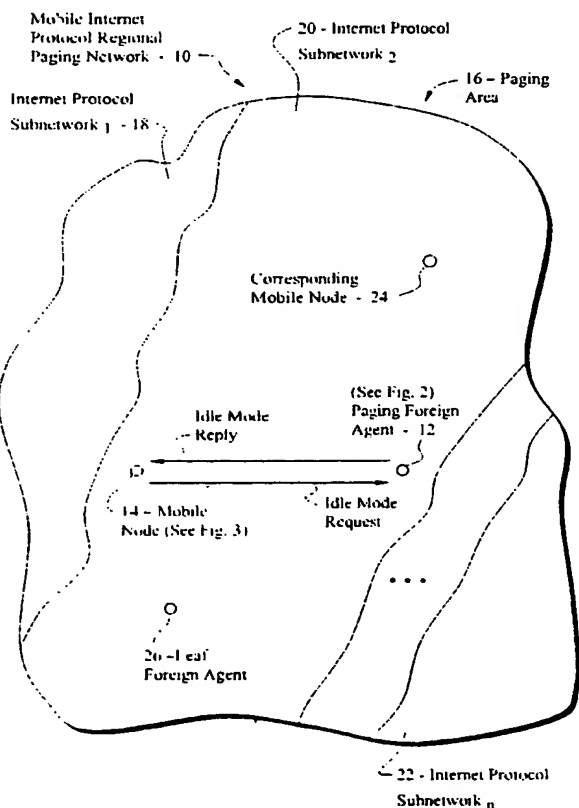 Mobile Internet
Protocol Regional
Paging Network - 10
20 - Internet Protocol
Subnetwork 2
16 - Paging
Area
Internet Protocol
Subnetwork 1 - 18
Corresponding
Mobile Node - 24
(See Fig. 2)
Paging Foreign
Agent - 12
Idle Mode
Reply
14 - Mobile
Node (See Fig. 3)
Idle Mode
Request
...
26 - Leaf
Foreign Agent
22 - Internet Protocol
Subnetwork n